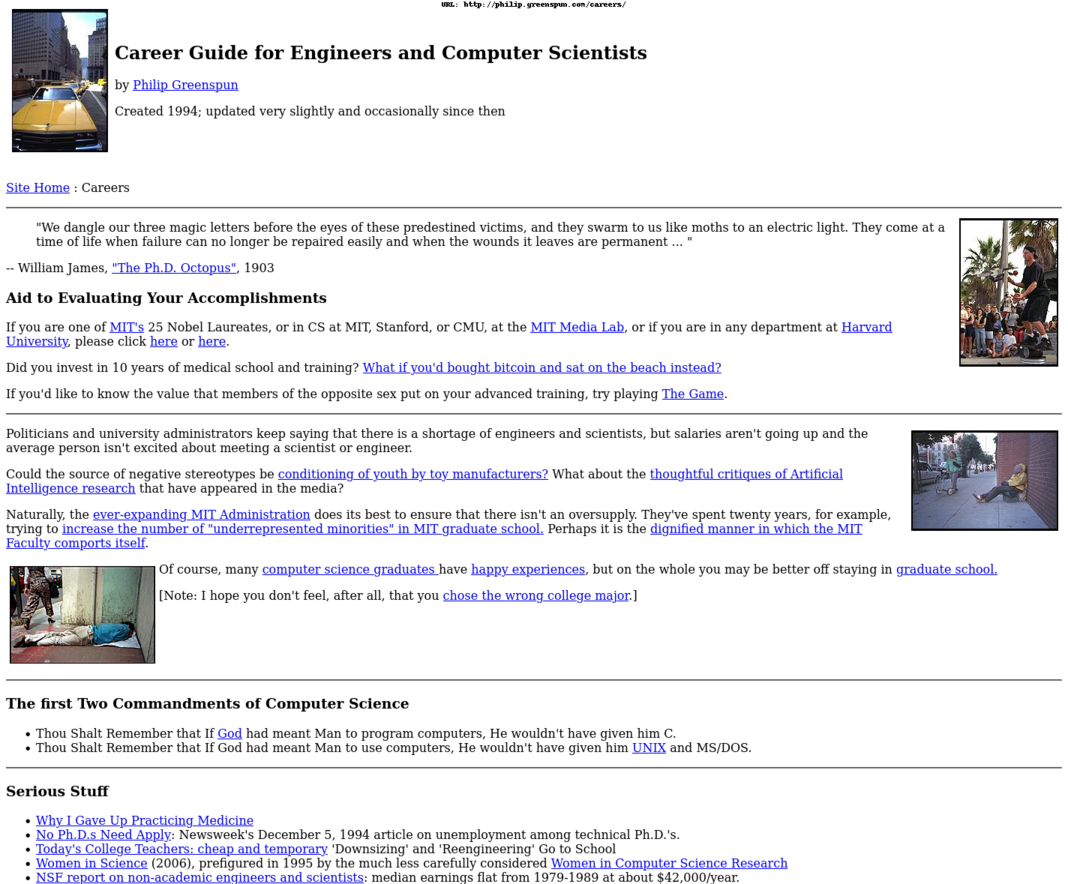 URL: http://philip.greenspun.com/careers/
Career Guide for Engineers and Computer Scientists
by Philip Greenspun
Created 1994; updated very slightly and occasionally since then
Site Home : Careers
"We dangle our three magic letters before the eyes of these predestined victims, and they swarm to us like moths to an electric light. They come at a
time of life when failure can no longer be repaired easily and when the wounds it leaves are permanent ... "
-- William James, "The Ph.D. Octopus", 1903
Aid to Evaluating Your Accomplishments
If you are one of MIT's 25 Nobel Laureates, or in CS at MIT, Stanford, or CMU, at the MIT Media Lab, or if you are in any department at Harvard
University, please click here or here.
Did you invest in 10 years of medical school and training? What if you'd bought bitcoin and sat on the beach instead?
If you'd like to know the value that members of the opposite sex put on your advanced training, try playing The Game.
Politicians and university administrators keep saying that there is a shortage of engineers and scientists, but salaries aren't going up and the
average person isn't excited about meeting a scientist or engineer.
Could the source of negative stereotypes be conditioning of youth by toy manufacturers? What about the thoughtful critiques of Artificial
Intelligence research that have appeared in the media?
Naturally, the ever-expanding MIT Administration does its best to ensure that there isn't an oversupply. They've spent twenty years, for example,
trying to increase the number of "underrepresented minorities" in MIT graduate school. Perhaps it is the dignified manner in which the MIT
Faculty comports itself.
Of course, many computer science graduates have happy experiences, but on the whole you may be better off staying in graduate school.
[Note: I hope you don't feel, after all, that you chose the wrong college major.]
The first Two Commandments of Computer Science
• Thou Shalt Remember that If God had meant Man to program computers, He wouldn't have given him C.
• Thou Shalt Remember that If God had meant Man to use computers, He wouldn't have given him UNIX and MS/DOS.
Serious Stuff
• Why I Gave Up Practicing Medicine
• No Ph.D.s Need Apply: Newsweek's December 5, 1994 article on unemployment among technical Ph.D.'s.
• Today's College Teachers: cheap and temporary 'Downsizing' and 'Reengineering' Go to School
• Women in Science (2006), prefigured in 1995 by the much less carefully considered Women in Computer Science Research
• NSF report on non-academic engineers and scientists: median earnings flat from 1979-1989 at about $42,000/year.